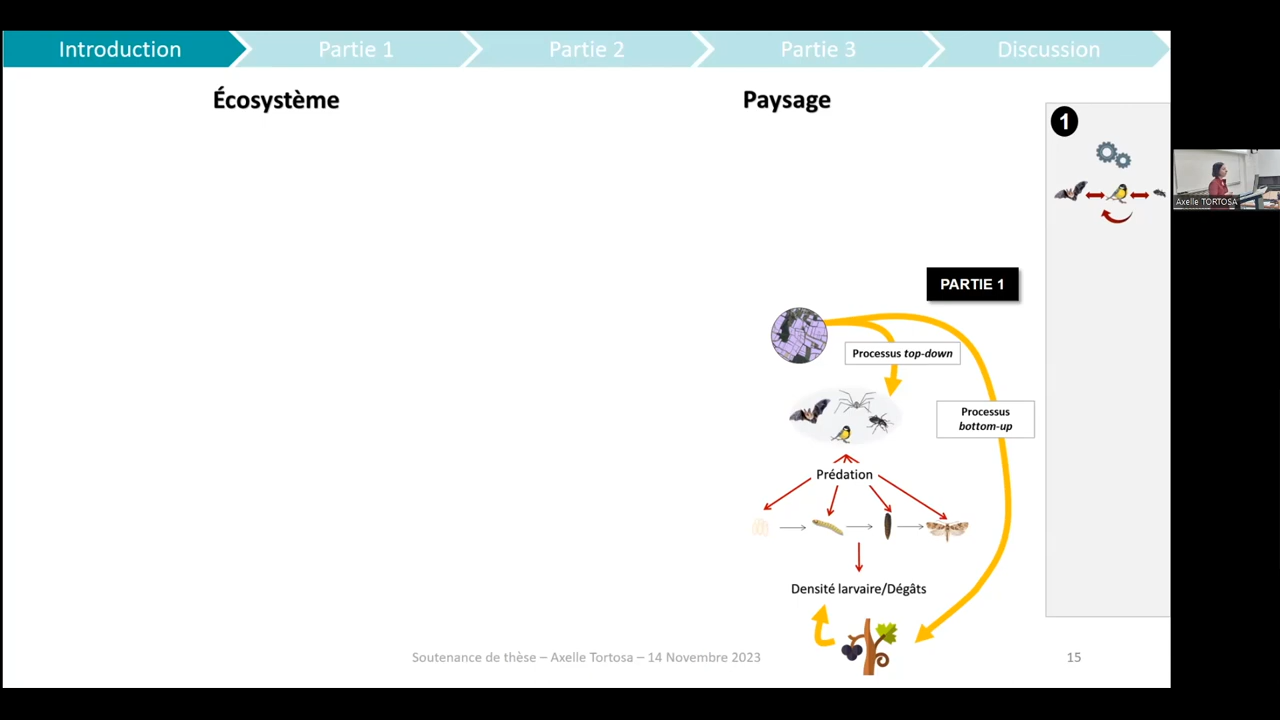 Introduction
Partie 1
Partie 2
Partie 3
Discussion
Écosystème
Paysage
1
PARTIE 1
Processus top-down
Processus
bottom-up
Prédation
Densité larvaire/Dégâts
Soutenance de thèse – Axelle Tortosa – 14 Novembre 2023
15
Axelle TORTOSA